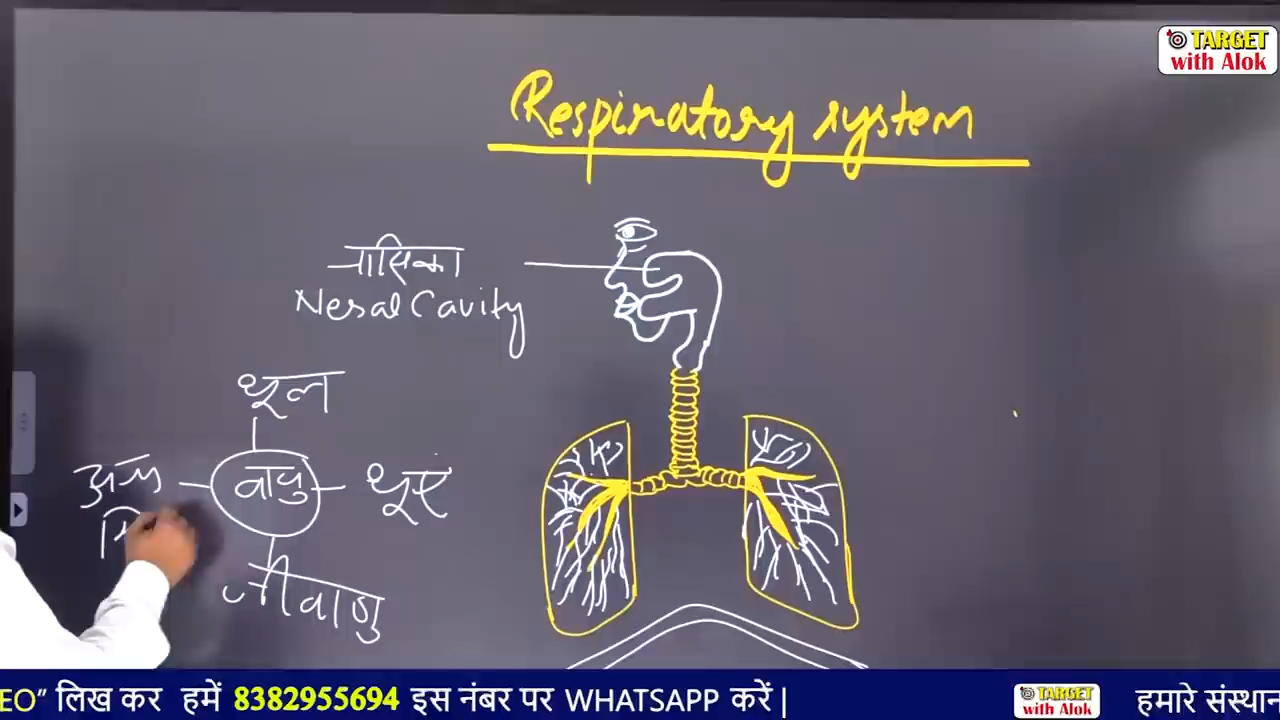 TARGET
with Alok
Respiratory system
नासिका
Nesal Cavity
धूल
वायु
धूएं
जीवाणु
EO” लिख कर हमें 8382955694 इस नंबर पर WHATSAPP करें |
TARGET
with Alok
हमारे संस्थान